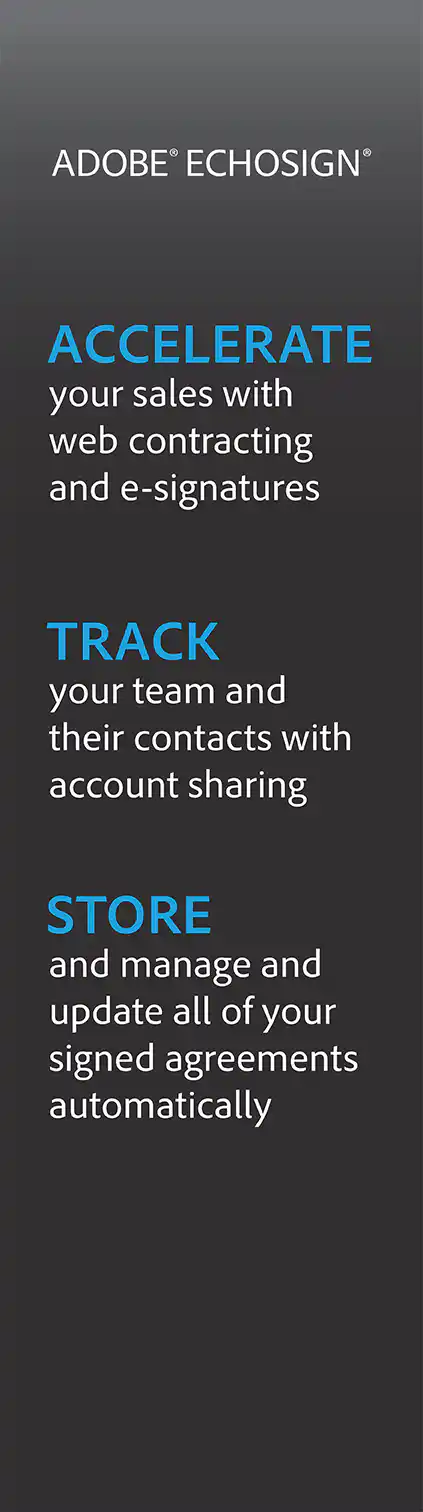 ADOBE® ECHOSIGN®
ACCELERATE
your sales with
web contracting
and e-signatures
TRACK
your team and
their contacts with
account sharing
STORE
and manage and
update all of your
signed agreements
automatically